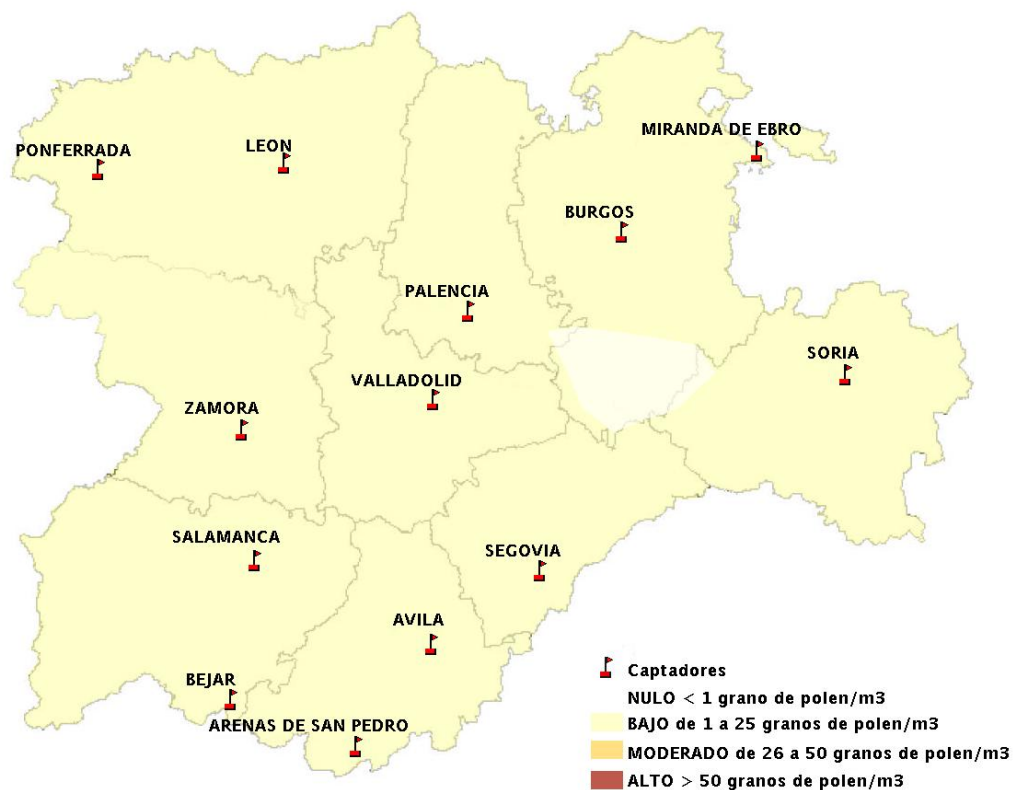 MIRANDA DE EBRO
PONFERRADA
LEON
BURGOS
PALENCIA
SORIA
VALLADOLID
ZAMORA
SALAMANCA
SEGOVIA
AVILA
BEJAR
ARENAS DE SAN PEDRO
Captadores
NULO < 1 grano de polen/m3
BAJO de 1 a 25 granos de polen/m3
MODERADO de 26 a 50 granos de polen/m3
ALTO > 50 granos de polen/m3